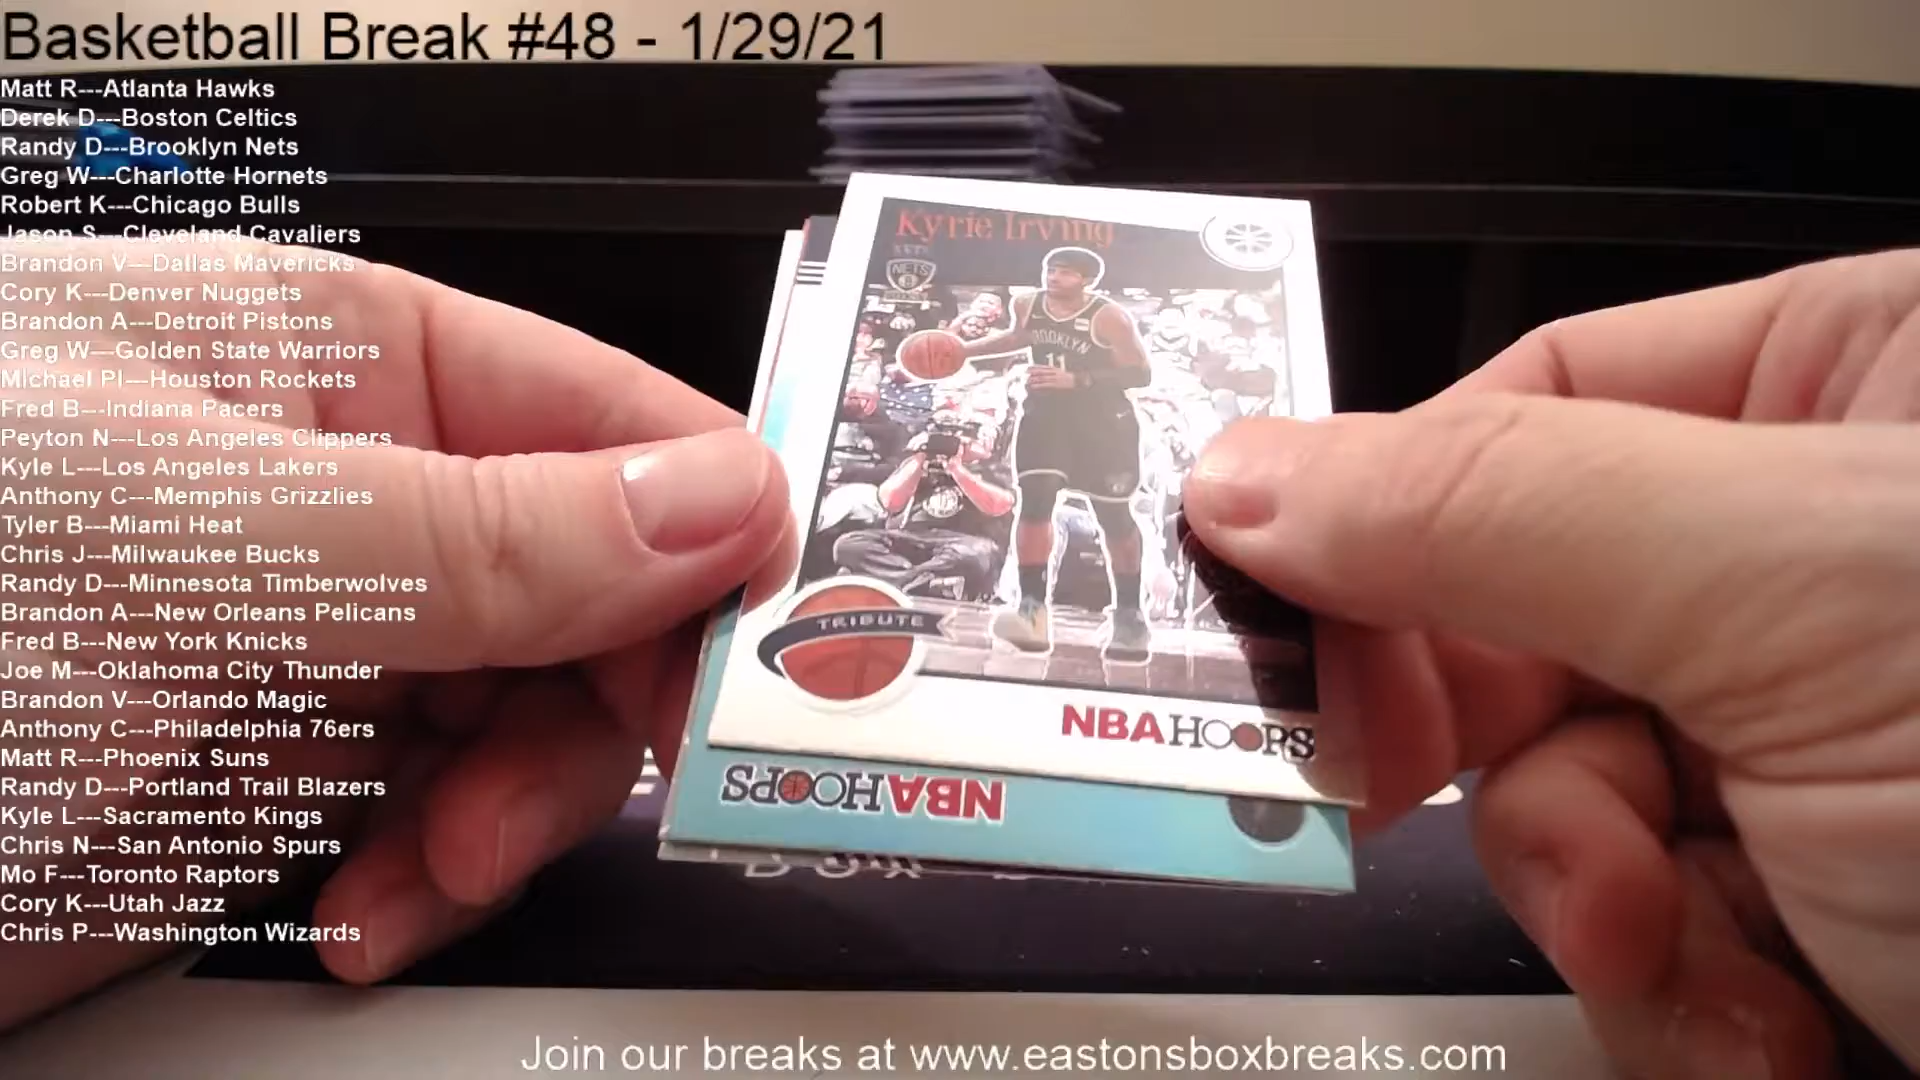 Basketball Break #48 - 1/29/21
Matt R---Atlanta Hawks
Derek D---Boston Celtics
Randy D---Brooklyn Nets
Greg W---Charlotte Hornets
Robert K---Chicago Bulls
Jason S---Cleveland Cavaliers
Brandon V---Dallas Mavericks
Cory K---Denver Nuggets
Brandon A---Detroit Pistons
Greg W---Golden State Warriors
Michael Pl---Houston Rockets
Fred B---Indiana Pacers
Peyton N---Los Angeles Clippers
Kyle L---Los Angeles Lakers
Anthony C---Memphis Grizzlies
Tyler B---Miami Heat
Chris J---Milwaukee Bucks
Randy D---Minnesota Timberwolves
Brandon A---New Orleans Pelicans
Fred B---New York Knicks
Joe M---Oklahoma City Thunder
Brandon V---Orlando Magic
Anthony C---Philadelphia 76ers
Matt R---Phoenix Suns
Randy D---Portland Trail Blazers
Kyle L---Sacramento Kings
Chris N---San Antonio Spurs
Mo F---Toronto Raptors
Cory K---Utah Jazz
Chris P---Washington Wizards
Kyrie Irving
NETS
NETS
B
BROOKLYN
11
TRIBUTE
NBA HOOPS
NBA HOOPS
Join our breaks at www.eastonsboxbreaks.com